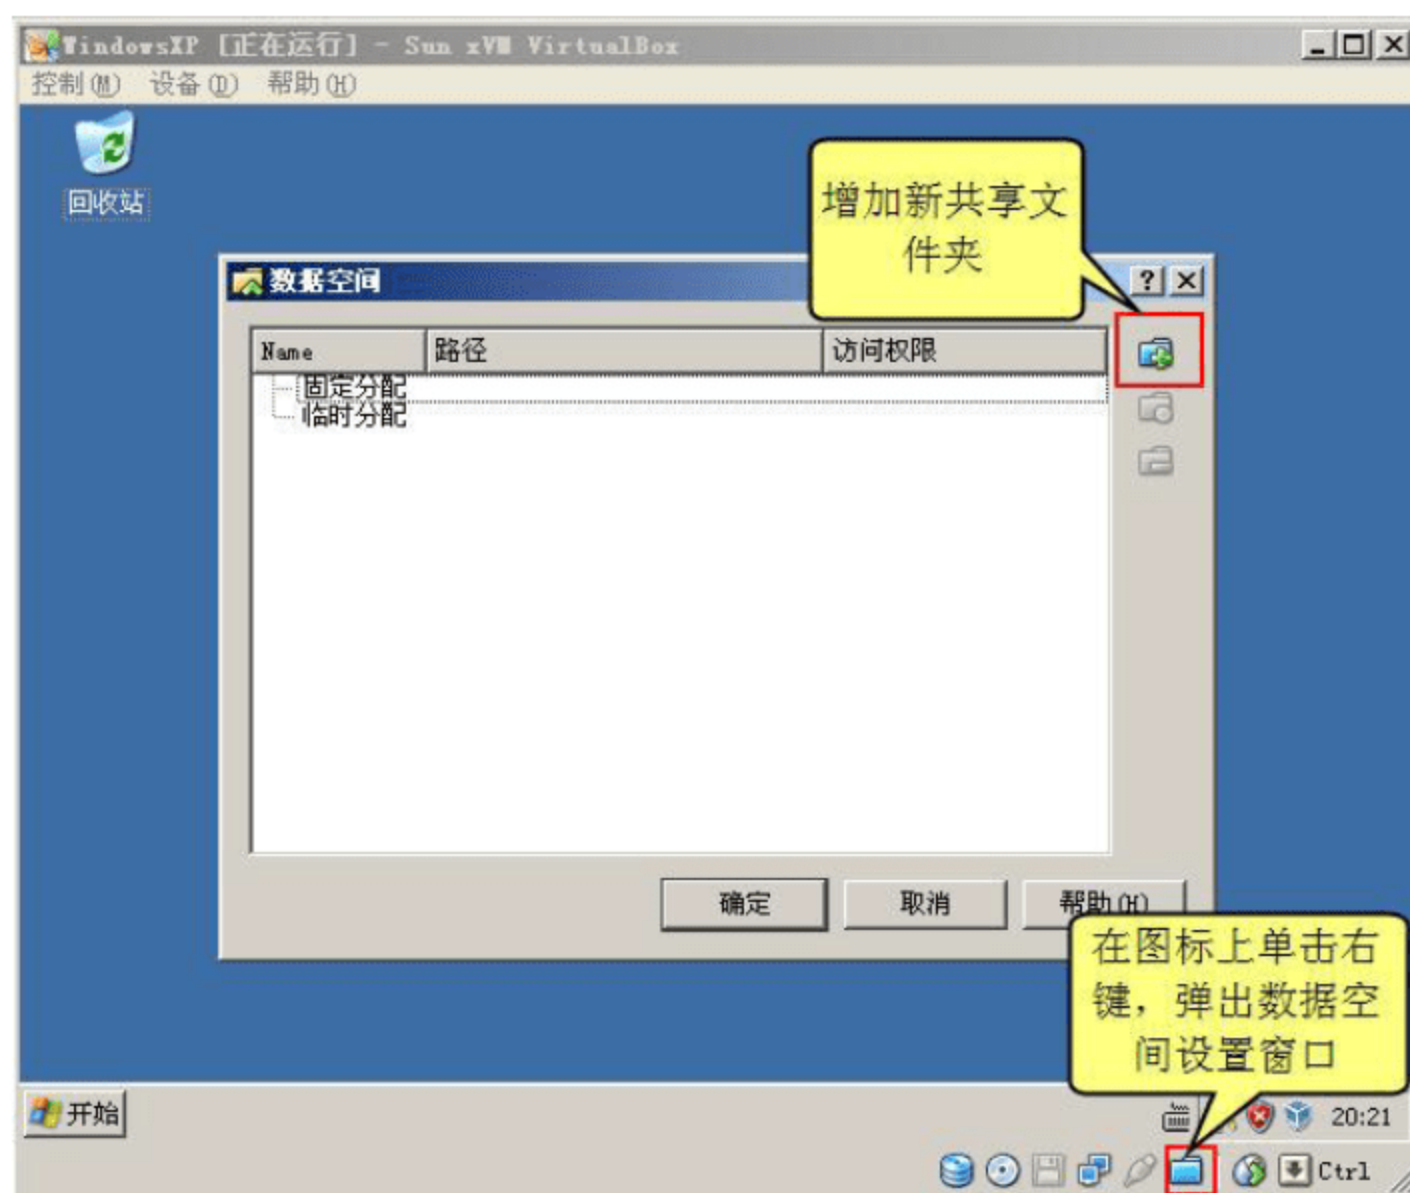 WindowsXP [正在运行] - Sun xVM VirtualBox
控制(M) 设备(D) 帮助(H)
回收站
增加新共享文
件夹
数据空间
Name 路径 访问权限
固定分配
临时分配
确定 取消 帮助(H)
在图标上单击右
键，弹出数据空
间设置窗口
开始 20:21
Ctrl